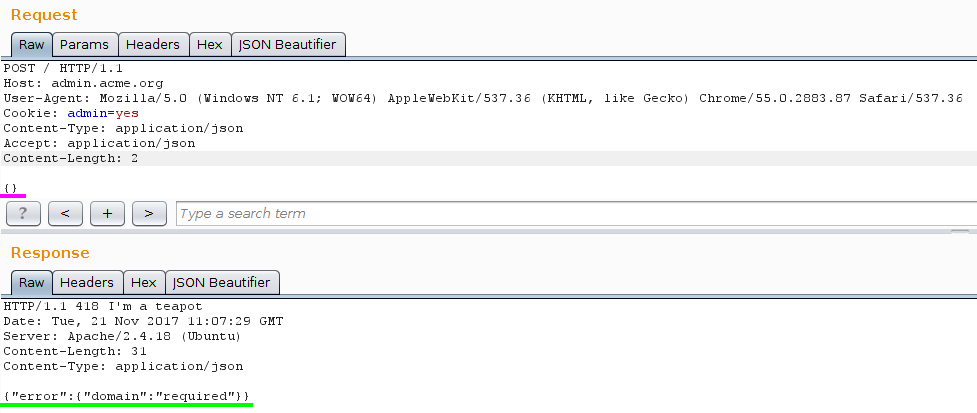 Request
Raw Params Headers Hex JSON Beautifier
POST / HTTP/1.1
Host: admin.acme.org
User-Agent: Mozilla/5.0 (Windows NT 6.1; WOW64) AppleWebKit/537.36 (KHTML, like Gecko) Chrome/55.0.2883.87 Safari/537.36
Cookie: admin=yes
Content-Type: application/json
Accept: application/json
Content-Length: 2
{}
? < + > Type a search term
Response
Raw Headers Hex JSON Beautifier
HTTP/1.1 418 I'm a teapot
Date: Tue, 21 Nov 2017 11:07:29 GMT
Server: Apache/2.4.18 (Ubuntu)
Content-Length: 31
Content-Type: application/json
{"error":{"domain":"required"}}